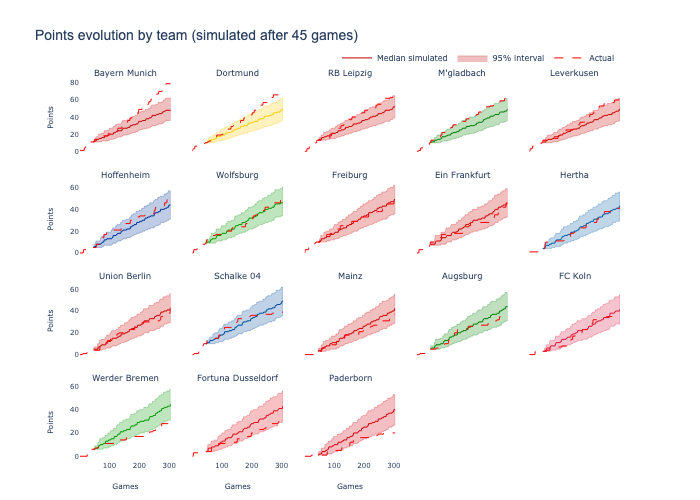 Points evolution by team (simulated after 45 games)
Median simulated 95% interval Actual
Bayern Munich Dortmund RB Leipzig M'gladbach Leverkusen
80
60
40
20
0
Points
Hoffenheim Wolfsburg Freiburg Ein Frankfurt Hertha
60
40
20
0
Points
Union Berlin Schalke 04 Mainz Augsburg FC Koln
60
40
20
0
Points
Werder Bremen Fortuna Dusseldorf Paderborn
60
40
20
0
Points
100 200 300 100 200 300 100 200 300
Games Games Games